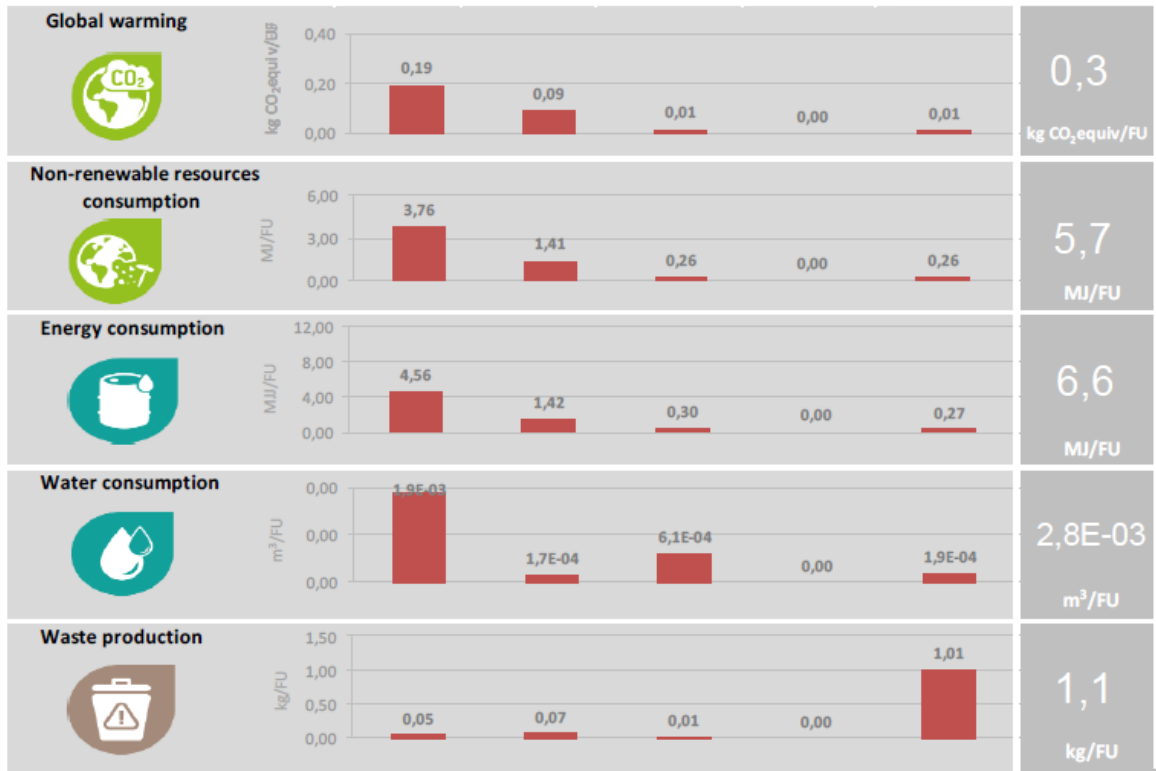 Global warming
CO2
kg CO2equiv/FU
0,40
0,20
0,00
0,19
0,09
0,01
0,00
0,01
0,3
kg CO2equiv/FU
Non-renewable resources
consumption
MJ/FU
6,00
3,00
0,00
3,76
1,41
0,26
0,00
0,26
5,7
MJ/FU
Energy consumption
MJ/FU
12,00
8,00
4,00
0,00
4,56
1,42
0,30
0,00
0,27
6,6
MJ/FU
Water consumption
m³/FU
0,00
0,00
0,00
1,9E-03
1,7E-04
6,1E-04
0,00
1,9E-04
2,8E-03
m³/FU
Waste production
kg/FU
1,50
1,00
0,50
0,00
0,05
0,07
0,01
0,00
1,01
1,1
kg/FU